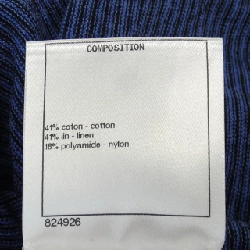 COMPOSITION
41% coton - cotton
41% lin - linen
18% polyamide - nylon
824926